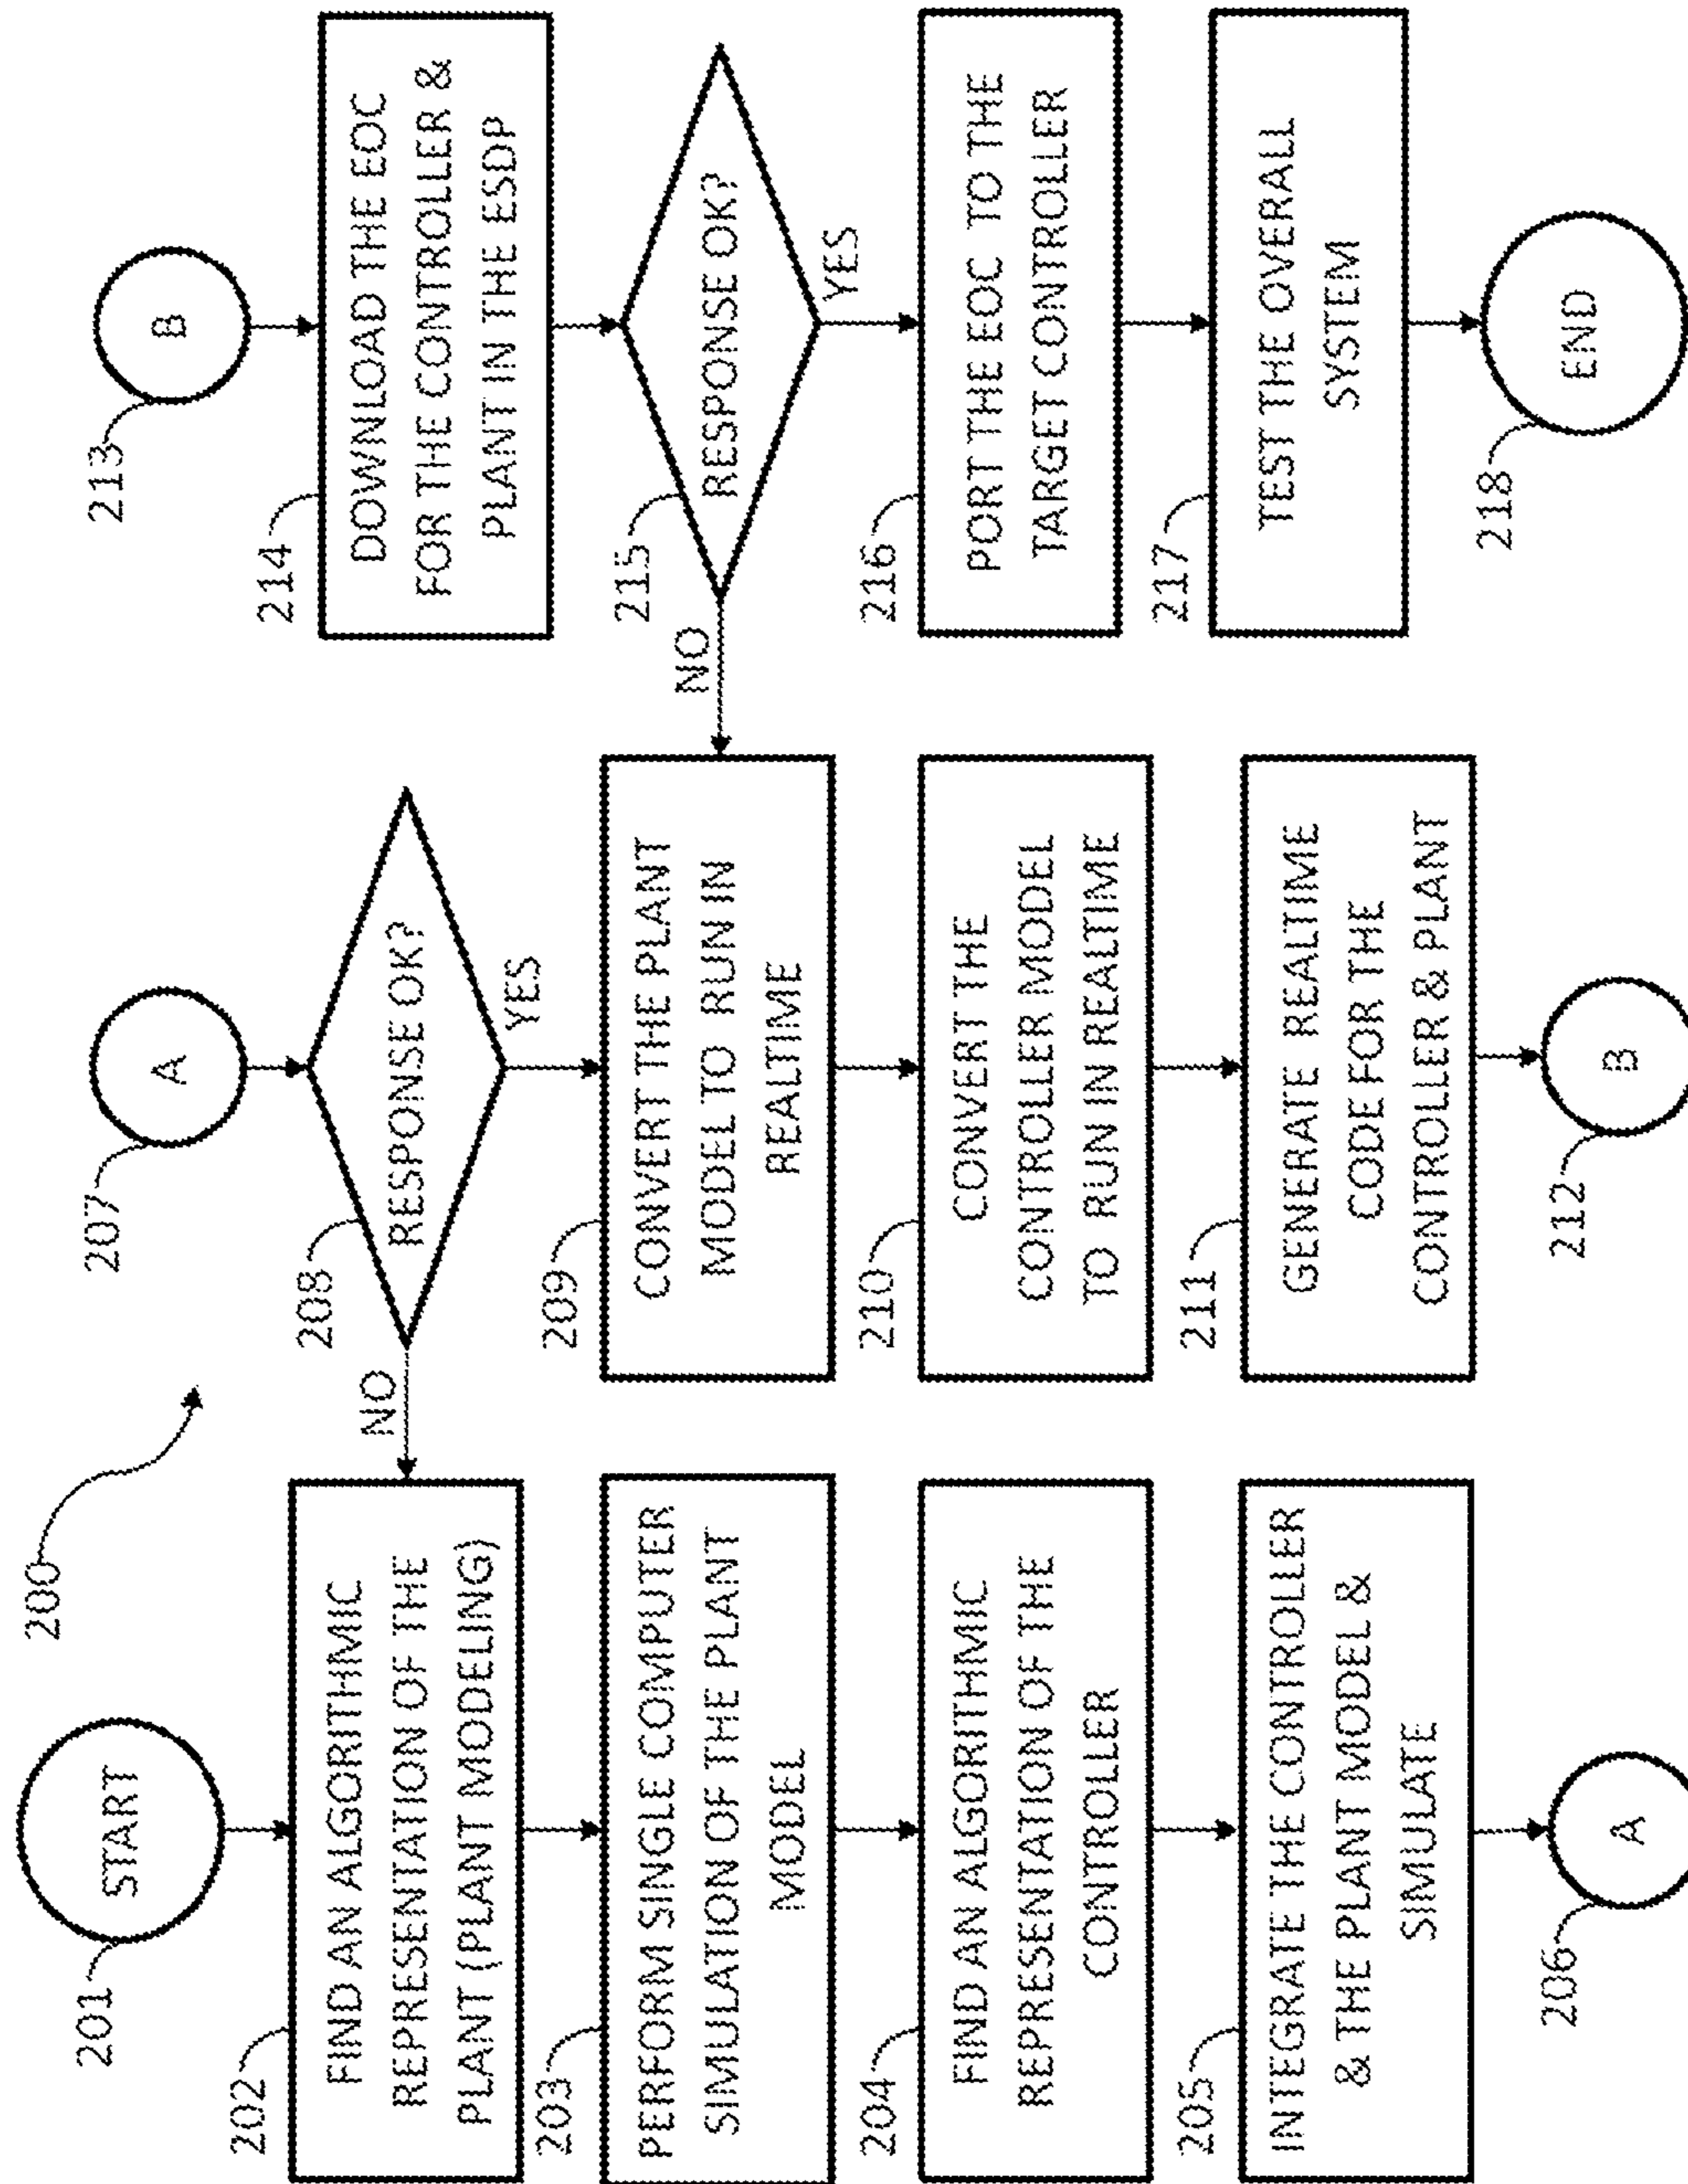 200
201
START
202
FIND AN ALGORITHMIC
REPRESENTATION OF THE
PLANT (PLANT MODELING)
203
PERFORM SINGLE COMPUTER
SIMULATION OF THE PLANT
MODEL
204
FIND AN ALGORITHMIC
REPRESENTATION OF THE
CONTROLLER
205
INTEGRATE THE CONTROLLER
& THE PLANT MODEL &
SIMULATE
206
A
207
A
208
RESPONSE OK?
NO
YES
209
CONVERT THE PLANT
MODEL TO RUN IN
REALTIME
210
CONVERT THE
CONTROLLER MODEL
TO RUN IN REALTIME
211
GENERATE REALTIME
CODE FOR THE
CONTROLLER & PLANT
212
B
213
B
214
DOWNLOAD THE EOC
FOR THE CONTROLLER &
PLANT IN THE ESDP
215
RESPONSE OK?
NO
YES
216
PORT THE EOC TO THE
TARGET CONTROLLER
217
TEST THE OVERALL
SYSTEM
218
END